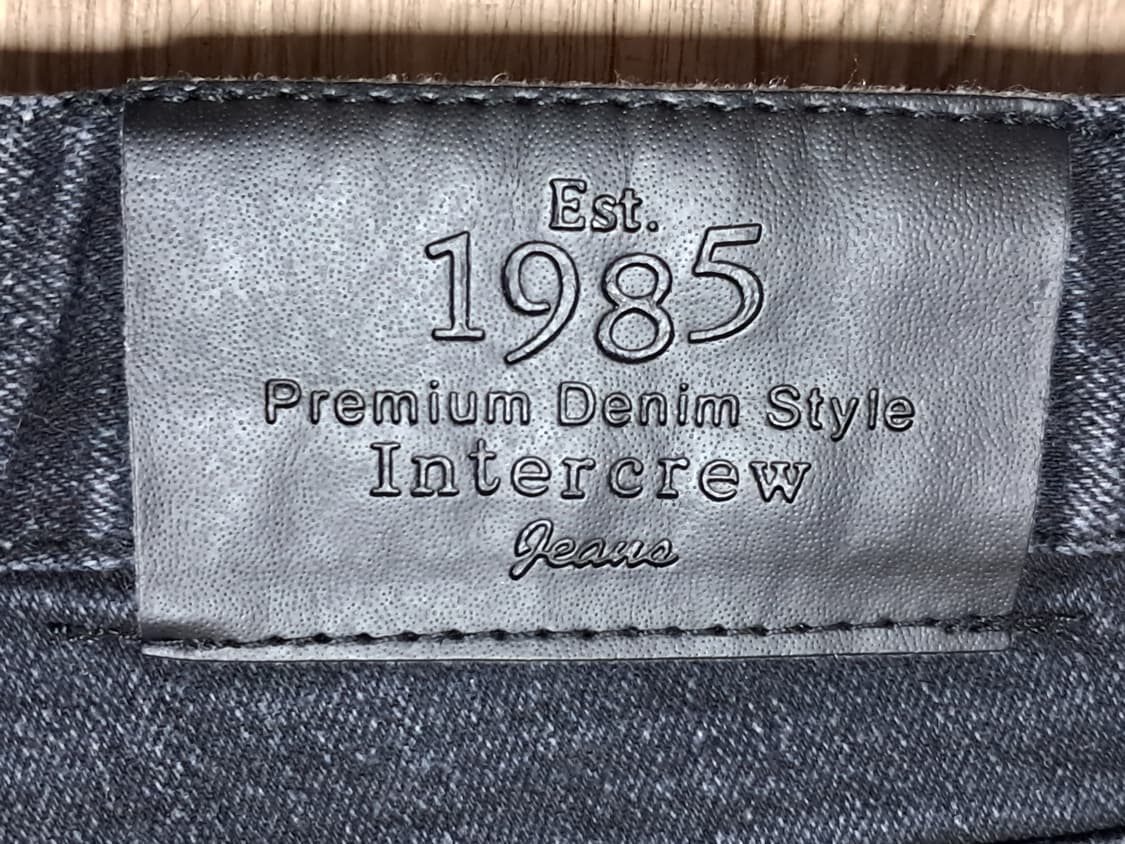 Est.
1985
Premium Denim Style
Intercrew
Jeans